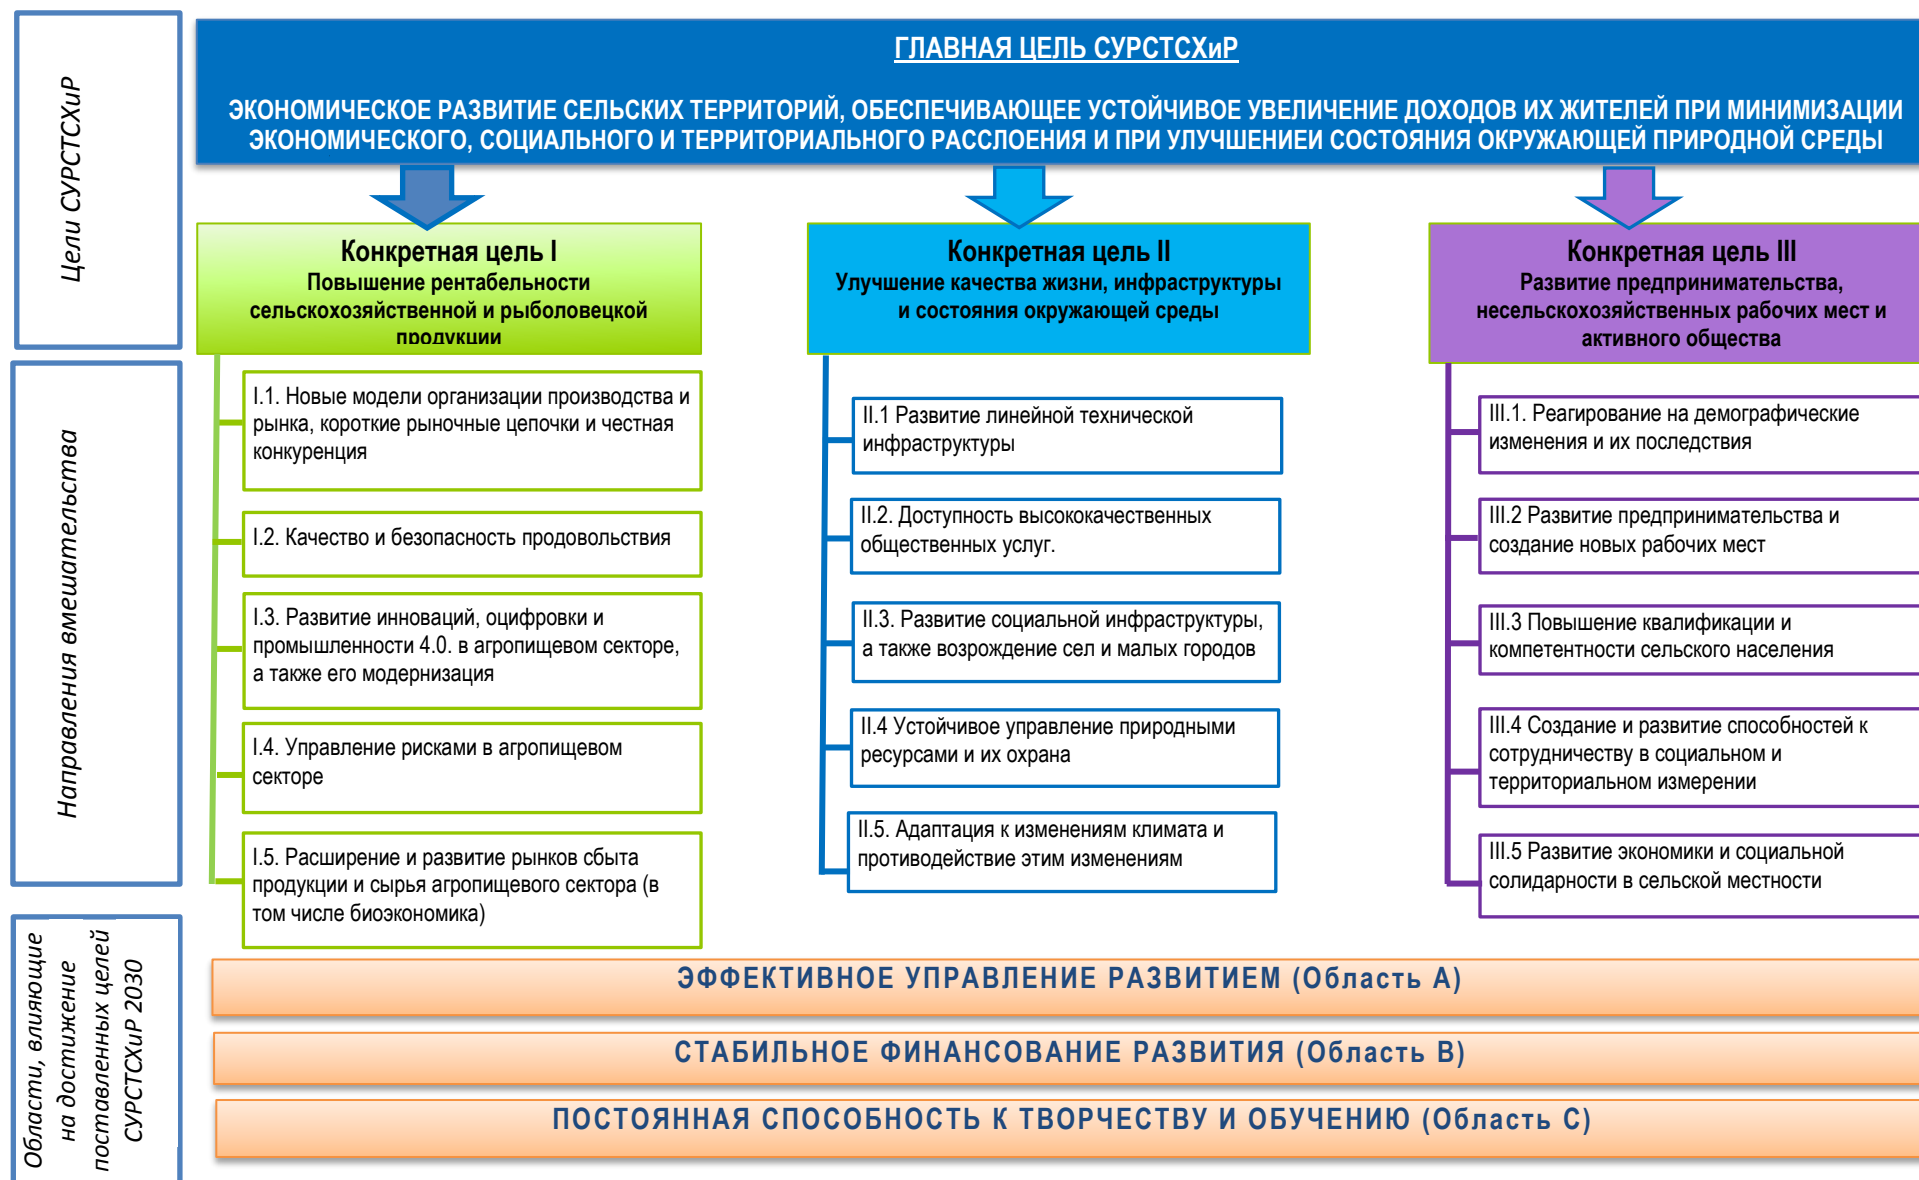 Цели СУРСТСХиР
ГЛАВНАЯ ЦЕЛЬ СУРСТСХиР
ЭКОНОМИЧЕСКОЕ РАЗВИТИЕ СЕЛЬСКИХ ТЕРРИТОРИЙ, ОБЕСПЕЧИВАЮЩЕЕ УСТОЙЧИВОЕ УВЕЛИЧЕНИЕ ДОХОДОВ ИХ ЖИТЕЛЕЙ ПРИ МИНИМИЗАЦИИ
ЭКОНОМИЧЕСКОГО, СОЦИАЛЬНОГО И ТЕРРИТОРИАЛЬНОГО РАССЛОЕНИЯ И ПРИ УЛУЧШЕНИЕИ СОСТОЯНИЯ ОКРУЖАЮЩЕЙ ПРИРОДНОЙ СРЕДЫ
Конкретная цель I
Повышение рентабельности
сельскохозяйственной и рыболовецкой
продукции
Конкретная цель II
Улучшение качества жизни, инфраструктуры
и состояния окружающей среды
Конкретная цель III
Развитие предпринимательства,
несельскохозяйственных рабочих мест и
активного общества
Направления вмешательства
I.1. Новые модели организации производства и
рынка, короткие рыночные цепочки и честная
конкуренция
I.2. Качество и безопасность продовольствия
I.3. Развитие инноваций, оцифровки и
промышленности 4.0. в агропищевом секторе,
а также его модернизация
I.4. Управление рисками в агропищевом
секторе
I.5. Расширение и развитие рынков сбыта
продукции и сырья агропищевого сектора (в
том числе биоэкономика)
II.1 Развитие линейной технической
инфраструктуры
II.2. Доступность высококачественных
общественных услуг.
II.3. Развитие социальной инфраструктуры,
а также возрождение сел и малых городов
II.4 Устойчивое управление природными
ресурсами и их охрана
II.5. Адаптация к изменениям климата и
противодействие этим изменениям
III.1. Реагирование на демографические
изменения и их последствия
III.2 Развитие предпринимательства и
создание новых рабочих мест
III.3 Повышение квалификации и
компетентности сельского населения
III.4 Создание и развитие способностей к
сотрудничеству в социальном и
территориальном измерении
III.5 Развитие экономики и социальной
солидарности в сельской местности
Области, влияющие
на достижение
поставленных целей
СУРСТСХиР 2030
ЭФФЕКТИВНОЕ УПРАВЛЕНИЕ РАЗВИТИЕМ (Область A)
СТАБИЛЬНОЕ ФИНАНСОВАНИЕ РАЗВИТИЯ (Область B)
ПОСТОЯННАЯ СПОСОБНОСТЬ К ТВОРЧЕСТВУ И ОБУЧЕНИЮ (Область C)